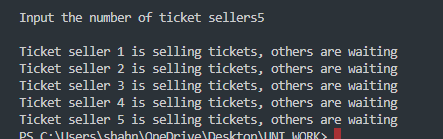 Input the number of ticket sellers5
Ticket seller 1 is selling tickets, others are waiting
Ticket seller 2 is selling tickets, others are waiting
Ticket seller 3 is selling tickets, others are waiting
Ticket seller 4 is selling tickets, others are waiting
Ticket seller 5 is selling tickets, others are waiting
PS C:\Users\shahn\OneDrive\Desktop\UNI WORK>